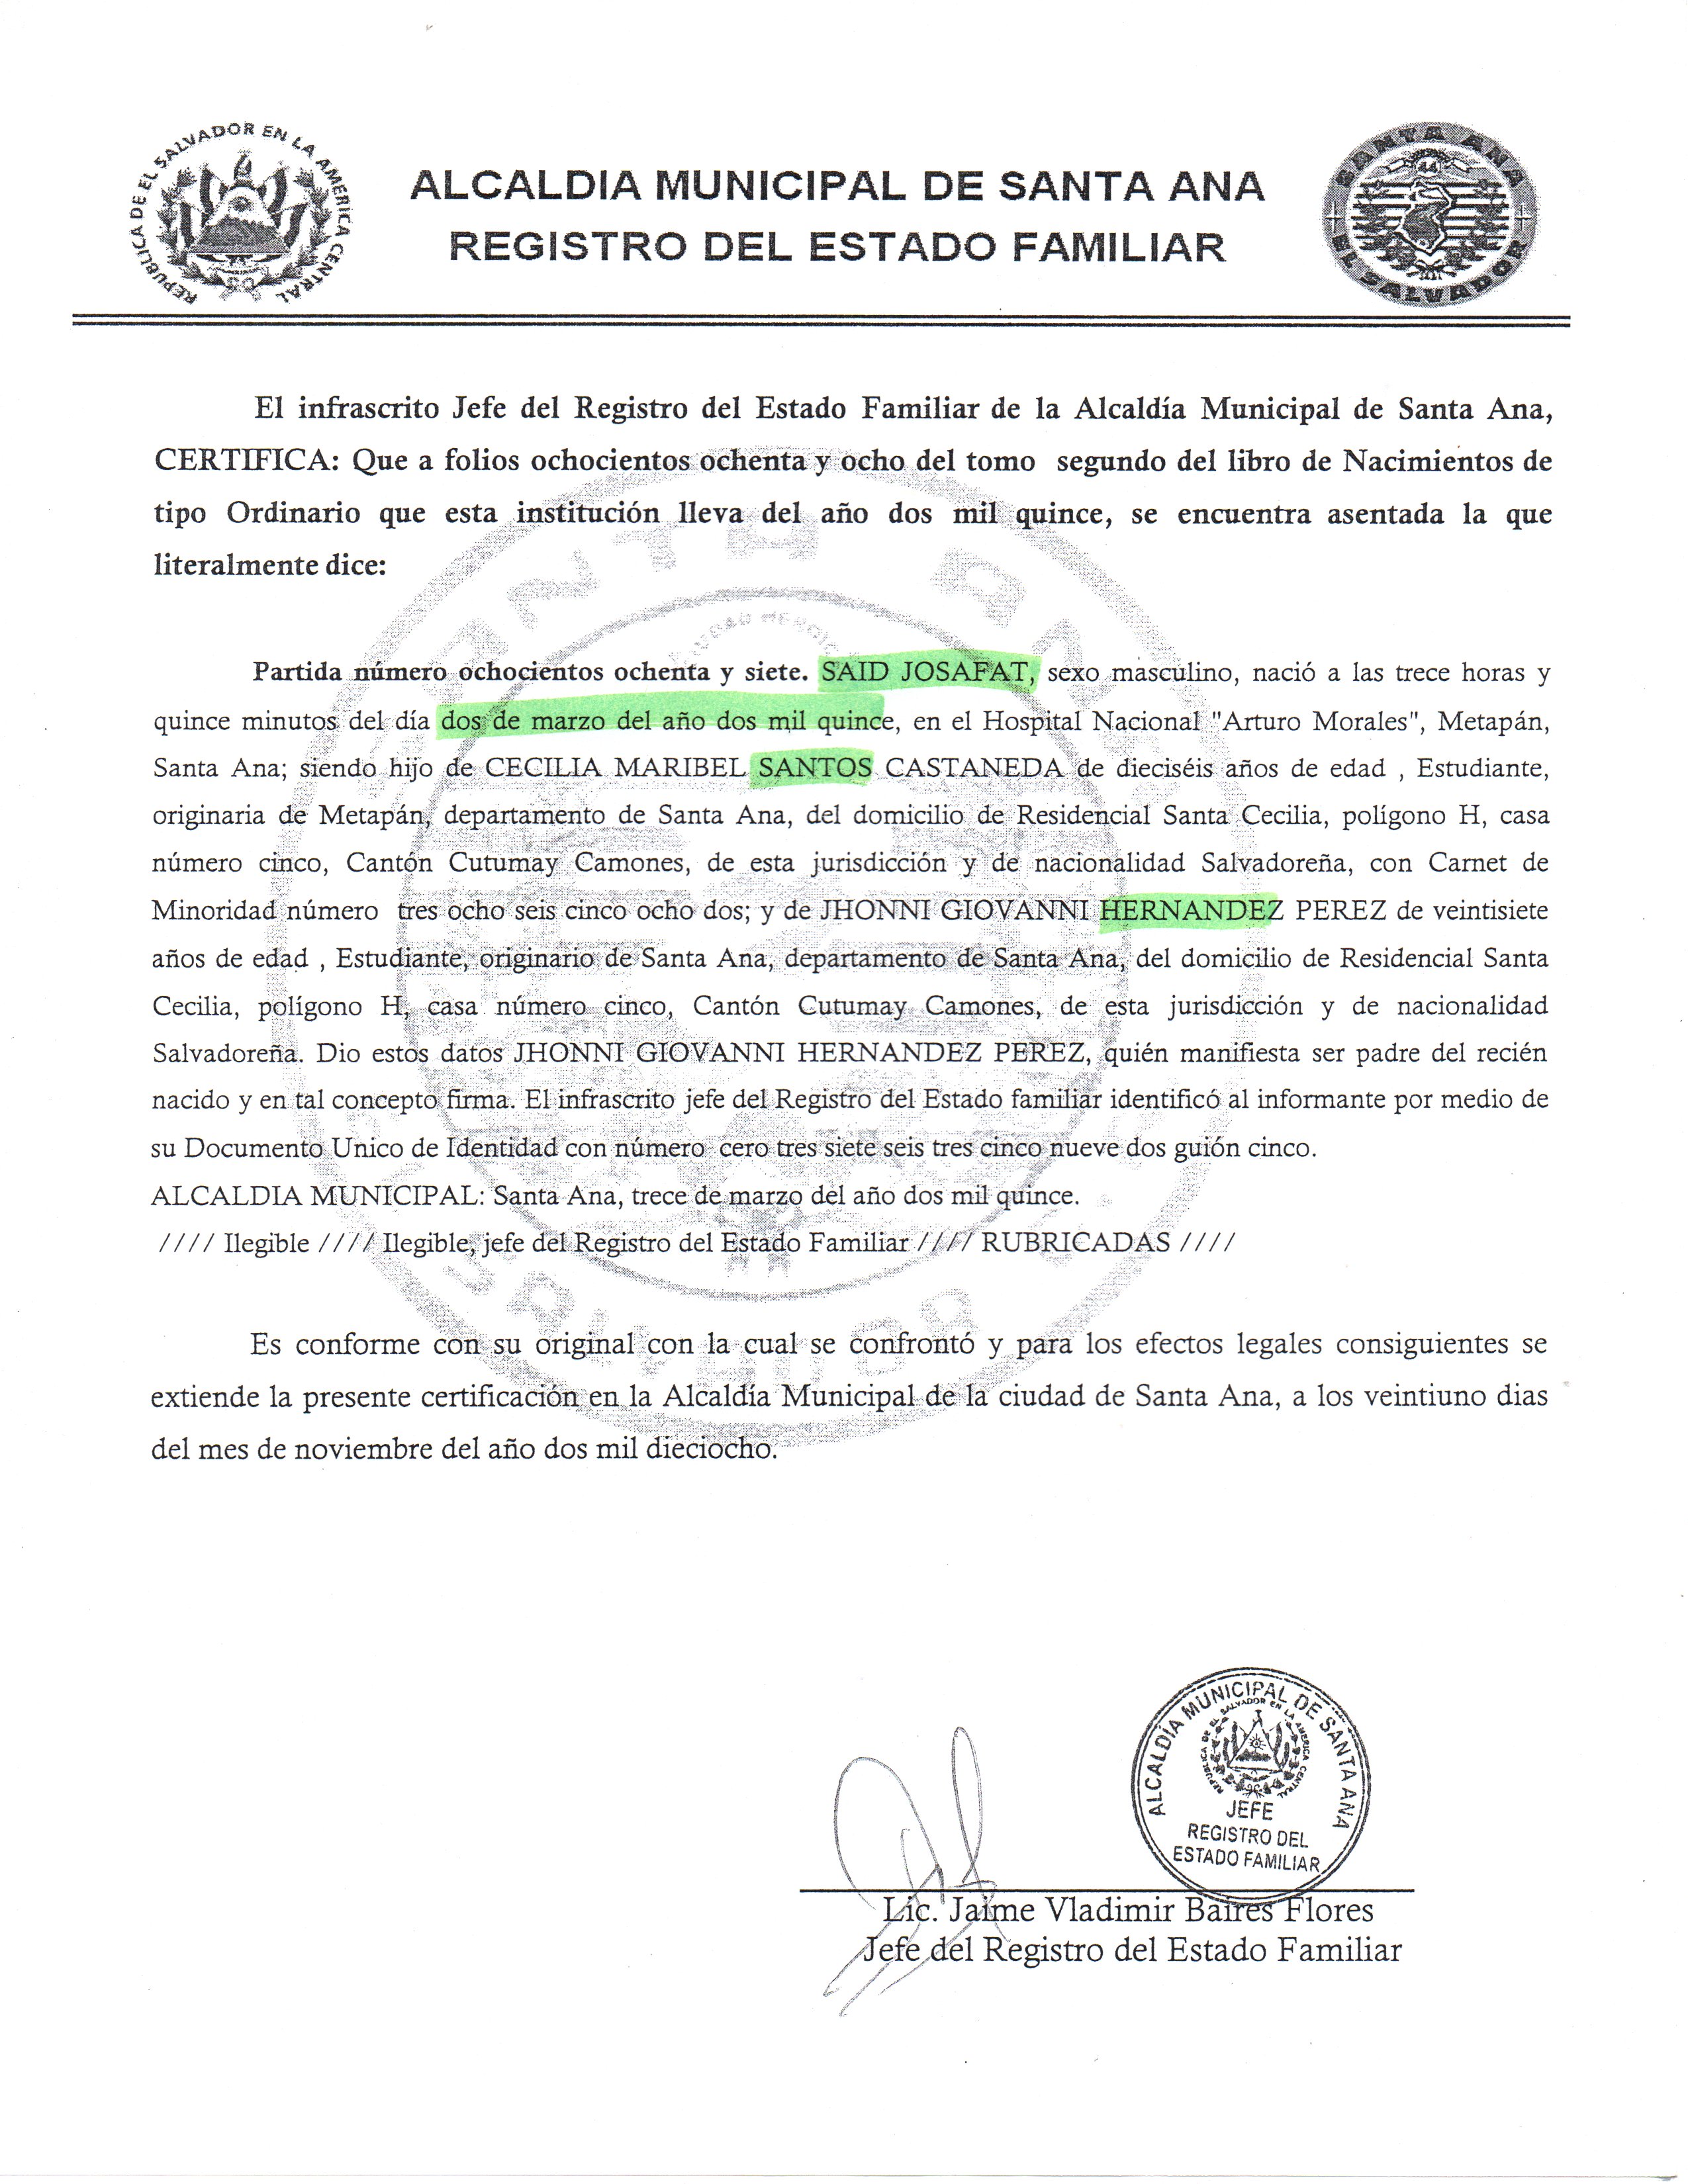 REPUBLICA DE EL SALVADOR EN LA AMERICA CENTRAL
ALCALDIA MUNICIPAL DE SANTA ANA
REGISTRO DEL ESTADO FAMILIAR
SANTA ANA
EL SALVADOR
El infrascrito Jefe del Registro del Estado Familiar de la Alcaldía Municipal de Santa Ana,
CERTIFICA: Que a folios ochocientos ochenta y ocho del tomo segundo del libro de Nacimientos de
tipo Ordinario que esta institución lleva del año dos mil quince, se encuentra asentada la que
literalmente dice:
Partida número ochocientos ochenta y siete. SAID JOSAFAT, sexo masculino, nació a las trece horas y
quince minutos del día dos de marzo del año dos mil quince, en el Hospital Nacional "Arturo Morales", Metapán,
Santa Ana; siendo hijo de CECILIA MARIBEL SANTOS CASTANEDA de dieciséis años de edad , Estudiante,
originaria de Metapán, departamento de Santa Ana, del domicilio de Residencial Santa Cecilia, polígono H, casa
número cinco, Cantón Cutumay Camones, de esta jurisdicción y de nacionalidad Salvadoreña, con Carnet de
Minoridad número tres ocho seis cinco ocho dos; y de JHONNI GIOVANNI HERNANDEZ PEREZ de veintisiete
años de edad , Estudiante, originario de Santa Ana, departamento de Santa Ana, del domicilio de Residencial Santa
Cecilia, polígono H, casa número cinco, Cantón Cutumay Camones, de esta jurisdicción y de nacionalidad
Salvadoreña. Dio estos datos JHONNI GIOVANNI HERNANDEZ PEREZ, quién manifiesta ser padre del recién
nacido y en tal concepto firma. El infrascrito jefe del Registro del Estado familiar identificó al informante por medio de
su Documento Unico de Identidad con número cero tres siete seis tres cinco nueve dos guión cinco.
ALCALDIA MUNICIPAL: Santa Ana, trece de marzo del año dos mil quince.
//// Ilegible //// Ilegible, jefe del Registro del Estado Familiar //// RUBRICADAS ////
Es conforme con su original con la cual se confrontó y para los efectos legales consiguientes se
extiende la presente certificación en la Alcaldía Municipal de la ciudad de Santa Ana, a los veintiuno dias
del mes de noviembre del año dos mil dieciocho.
ALCALDÍA MUNICIPAL DE SANTA ANA
REPUBLICA DE EL SALVADOR EN LA AMERICA CENTRAL
JEFE
REGISTRO DEL
ESTADO FAMILIAR
Lic. Jaime Vladimir Baires Flores
Jefe del Registro del Estado Familiar